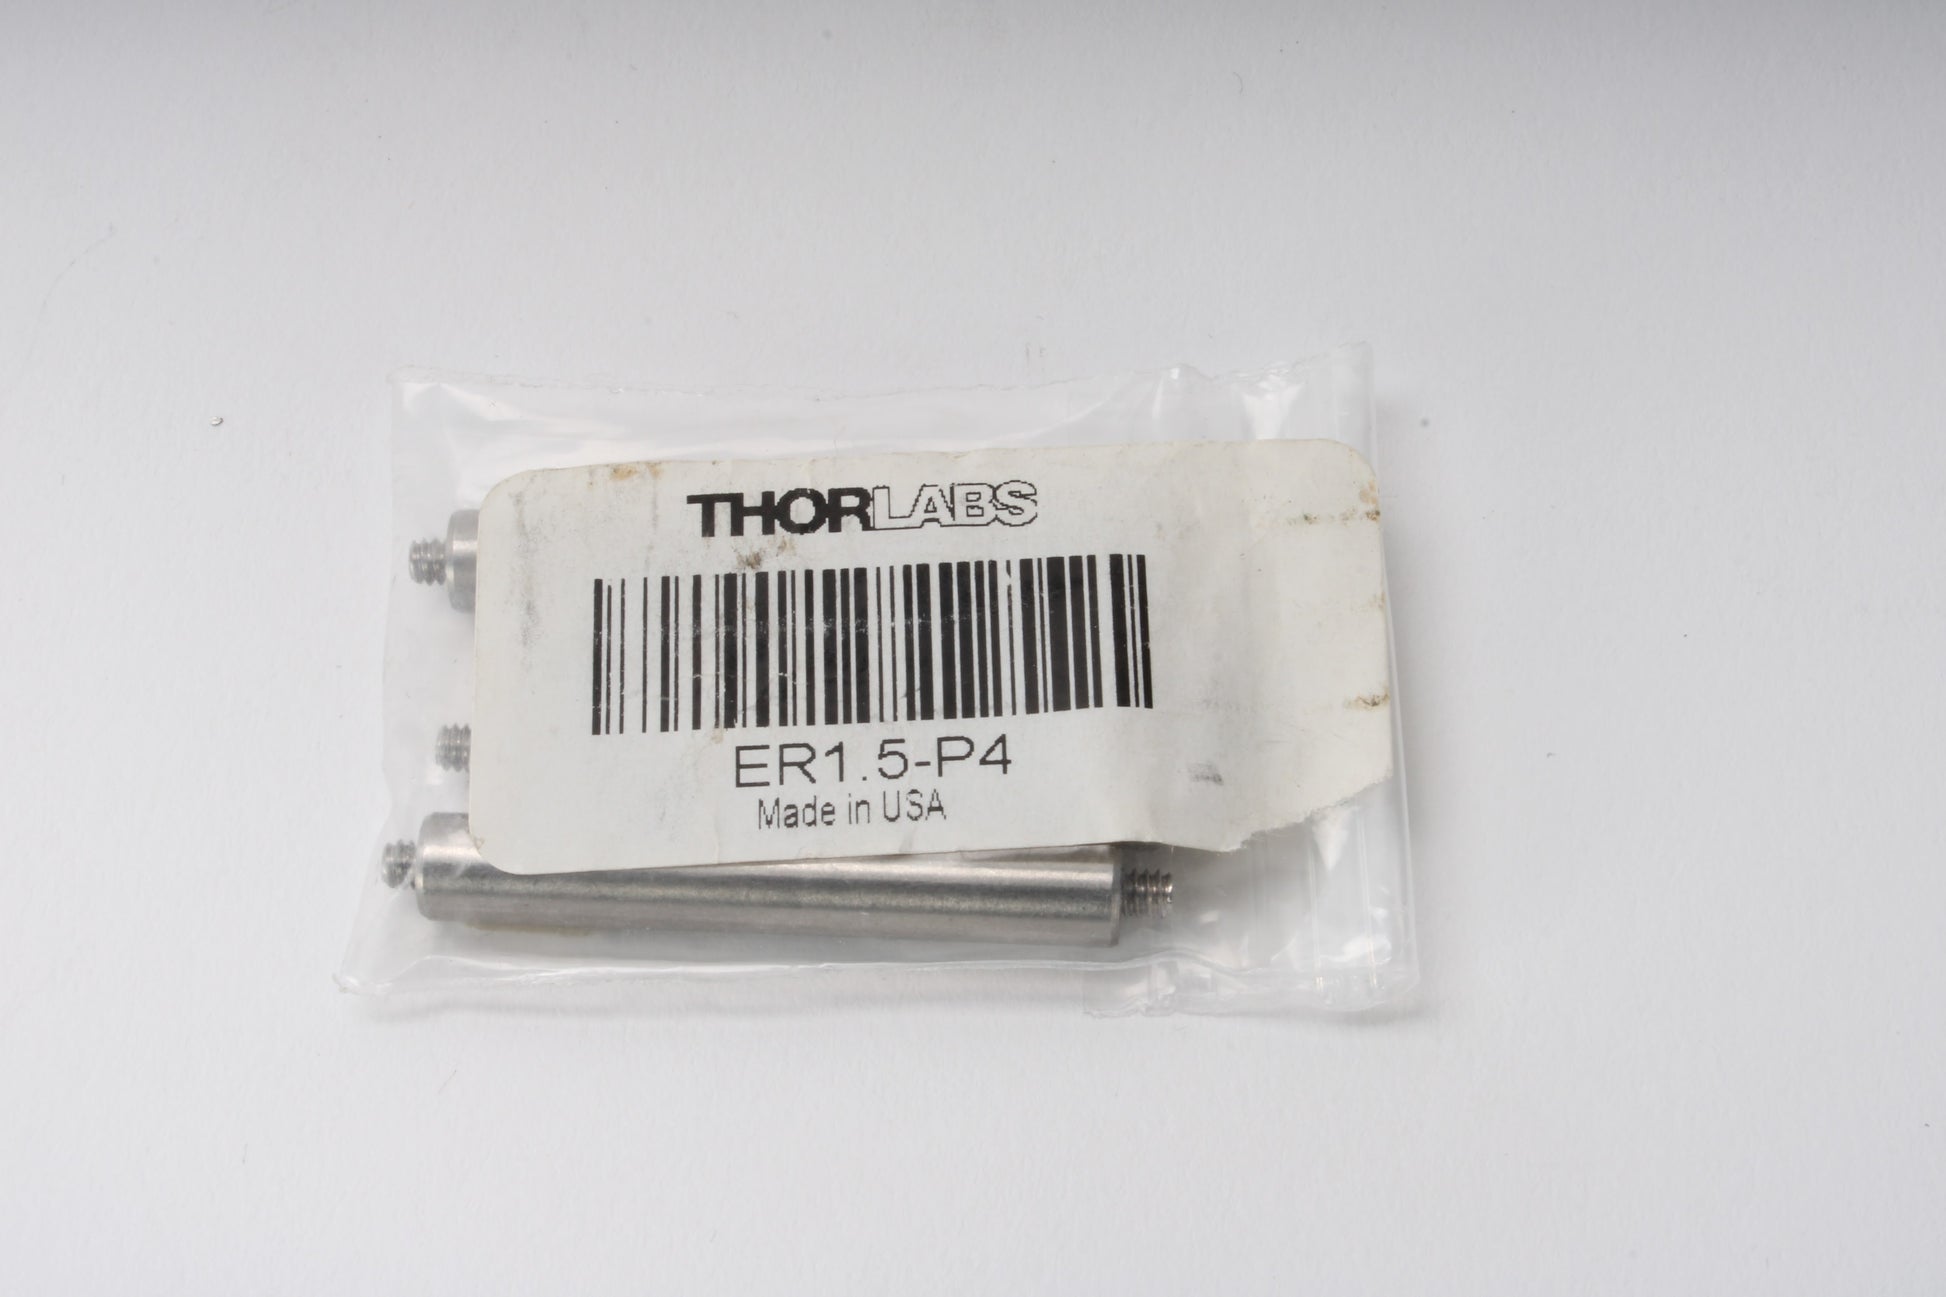 THORLABS
ER1.5-P4
Made in USA